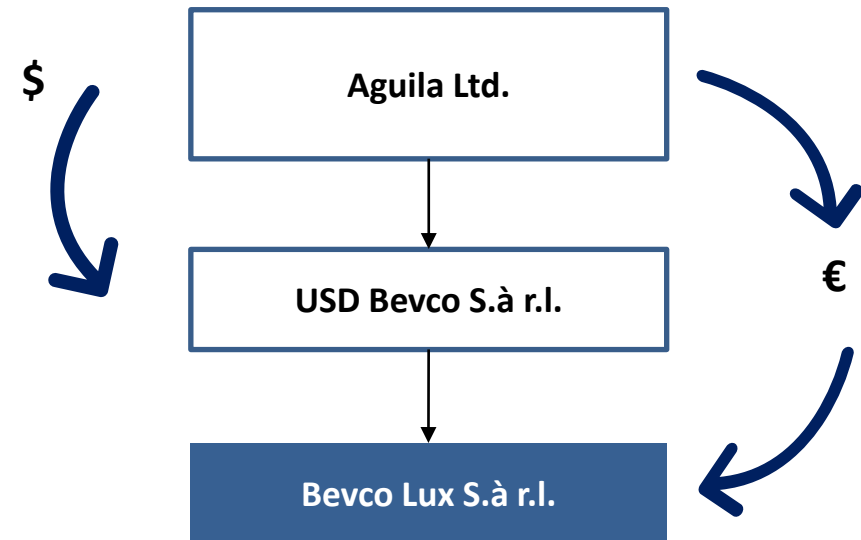 $
Aguila Ltd.
USD Bevco S.à r.l.
€
Bevco Lux S.à r.l.